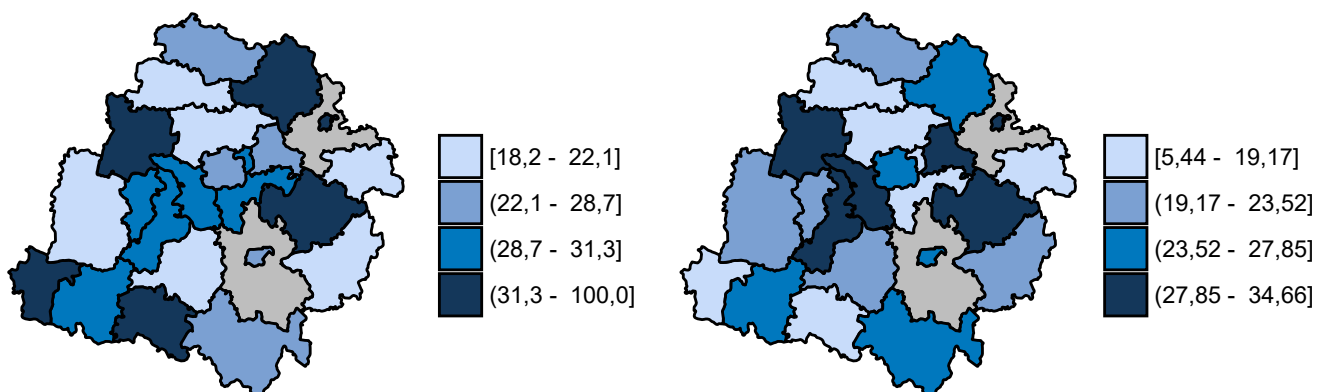 [18,2 - 22,1]
(22,1 - 28,7]
(28,7 - 31,3]
(31,3 - 100,0]
[5,44 - 19,17]
(19,17 - 23,52]
(23,52 - 27,85]
(27,85 - 34,66]